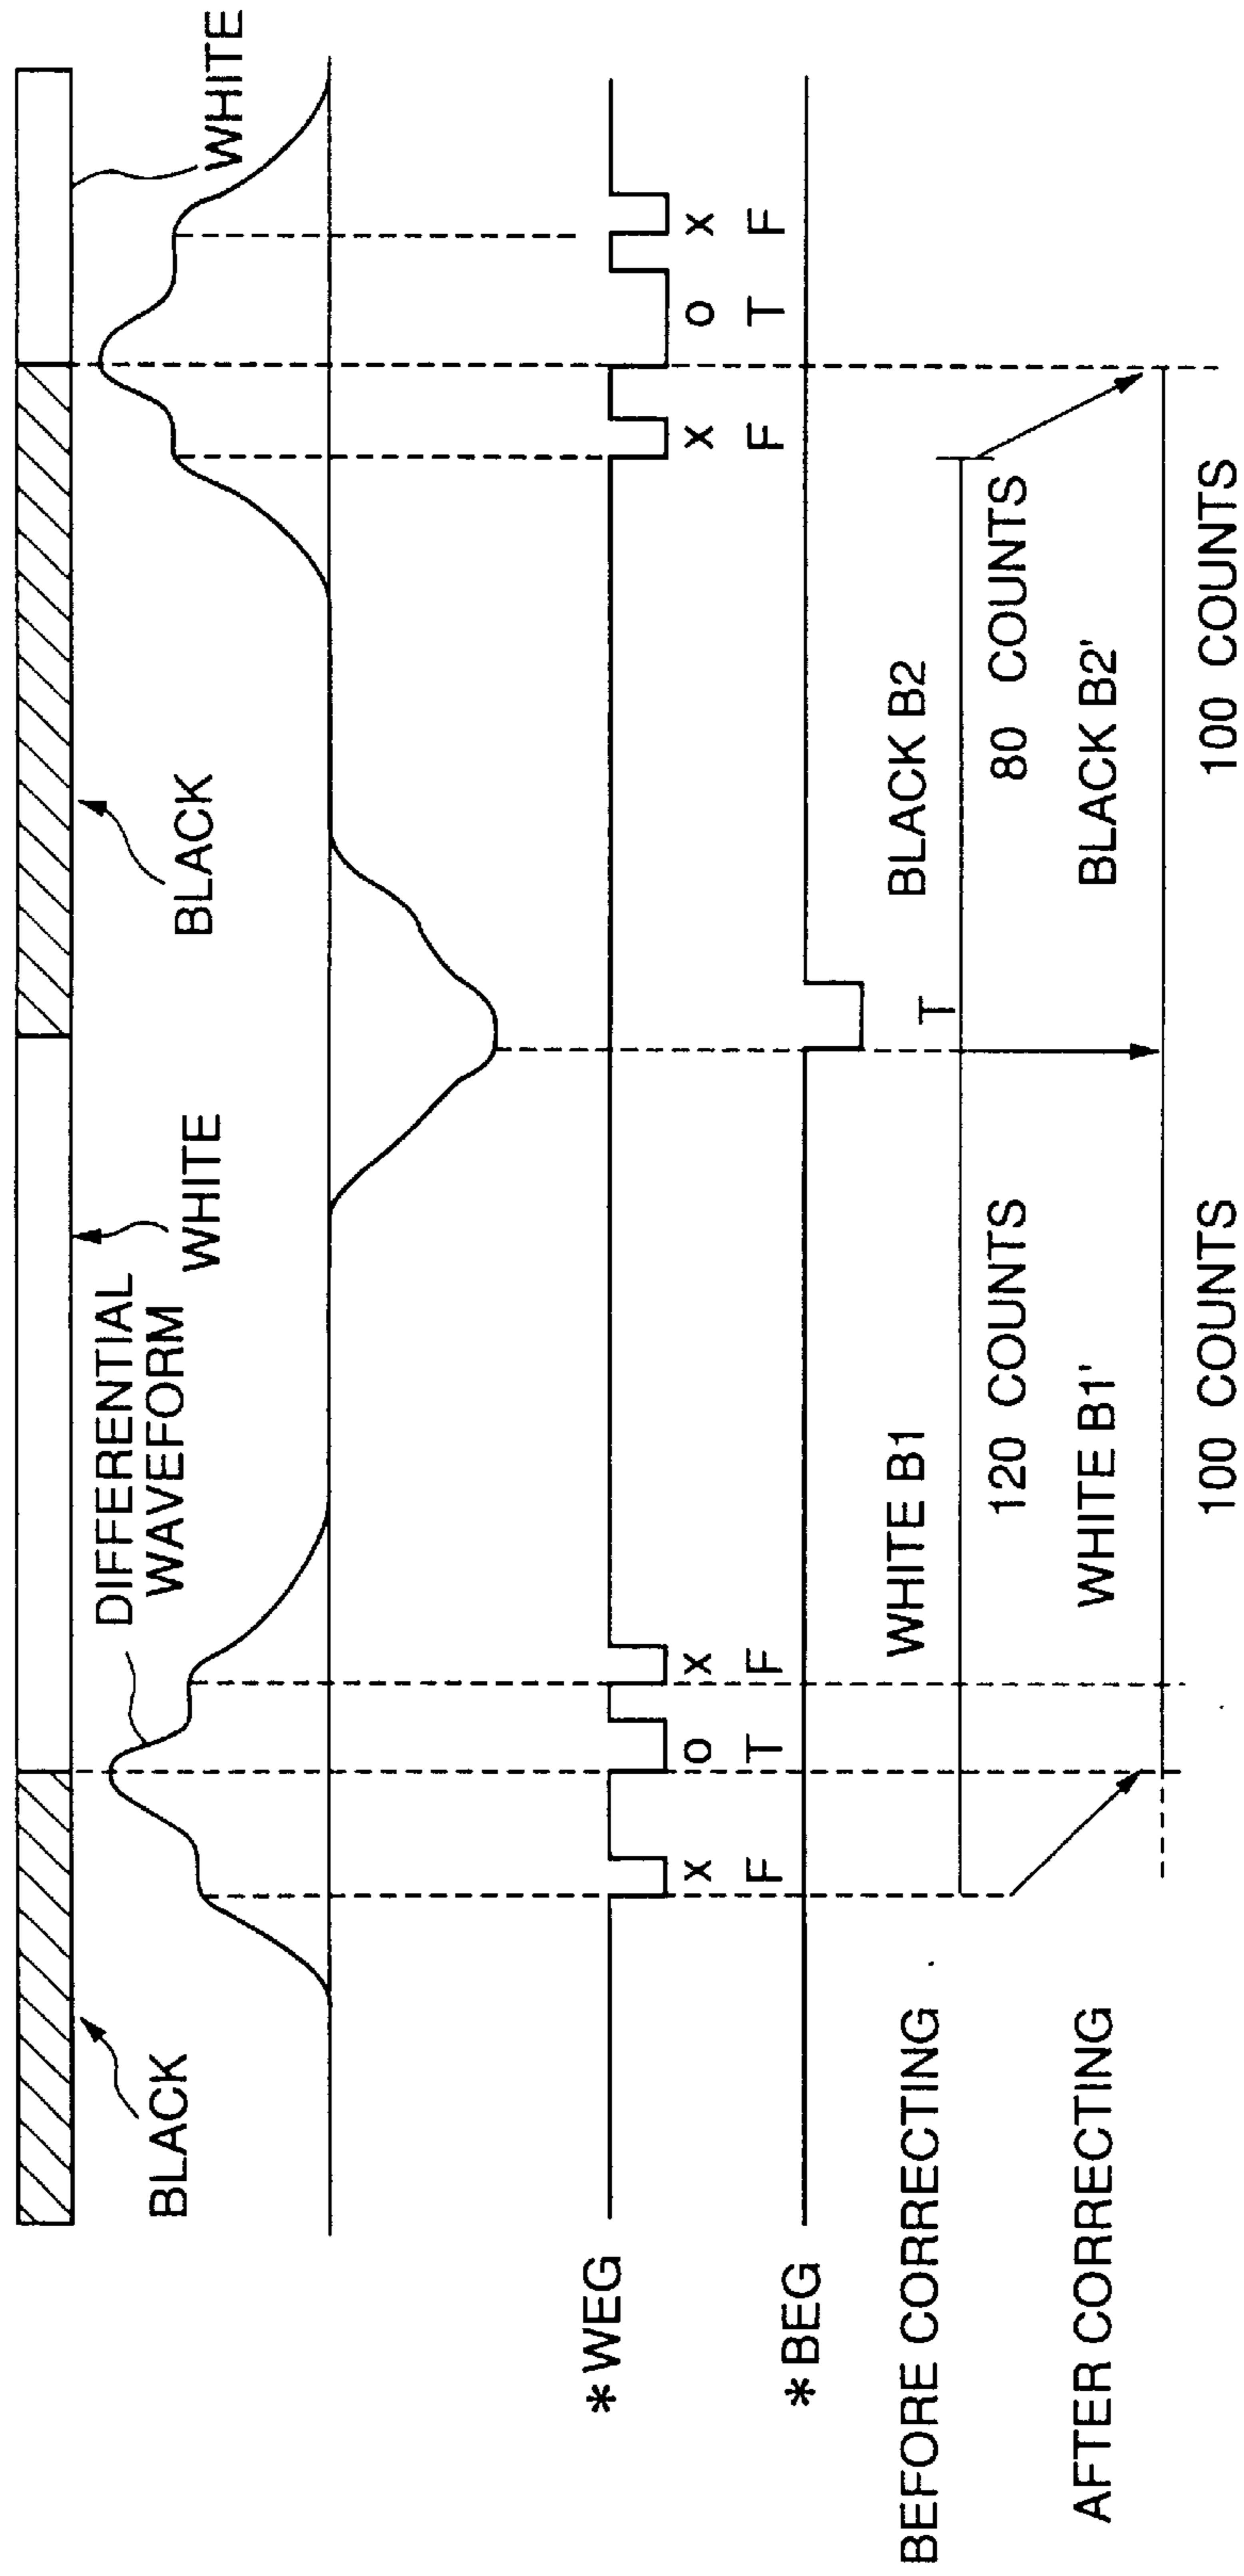 BLACK
DIFFERENTIAL
WAVEFORM
WHITE
BLACK
WHITE
*WEG
x o x x o x
F T F F T F
*BEG
T
WHITE B1
BLACK B2
BEFORE CORRECTING
120 COUNTS
80 COUNTS
WHITE B1'
BLACK B2'
AFTER CORRECTING
100 COUNTS
100 COUNTS